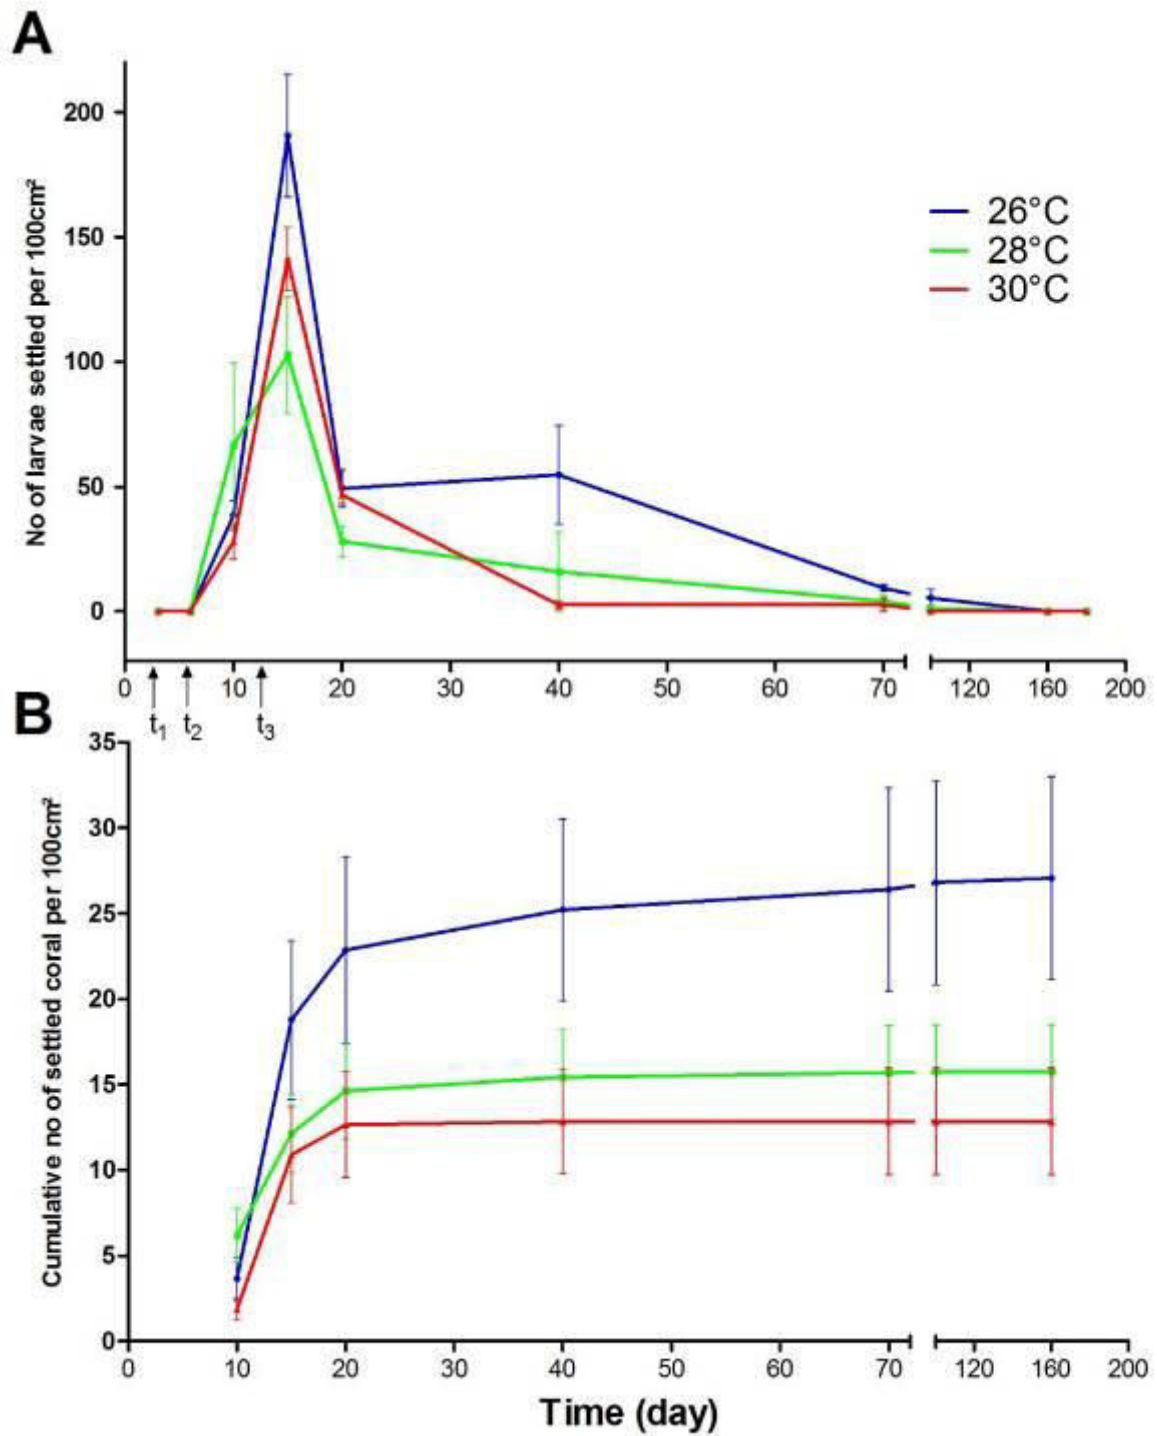 A
No of larvae settled per 100cm²
200
150
100
50
0
26°C
28°C
30°C
0 10 20 30 40 50 60 70 120 160 200
t1 t2 t3
B
Cumulative no of settled coral per 100cm²
35
30
25
20
15
10
5
0
0 10 20 30 40 50 60 70 120 160 200
Time (day)